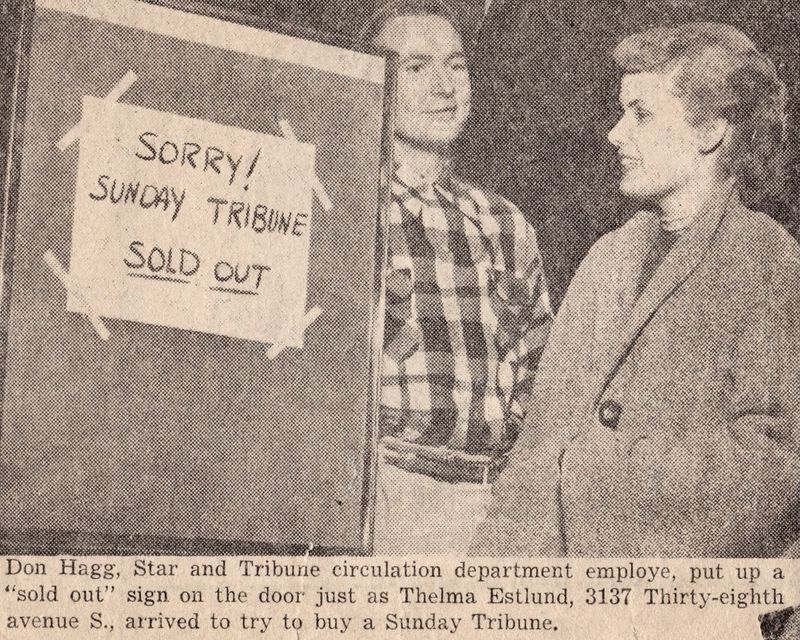 SORRY!
SUNDAY TRIBUNE
SOLD OUT
Don Hagg, Star and Tribune circulation department employe, put up a
"sold out" sign on the door just as Thelma Estlund, 3137 Thirty-eighth
avenue S., arrived to try to buy a Sunday Tribune.